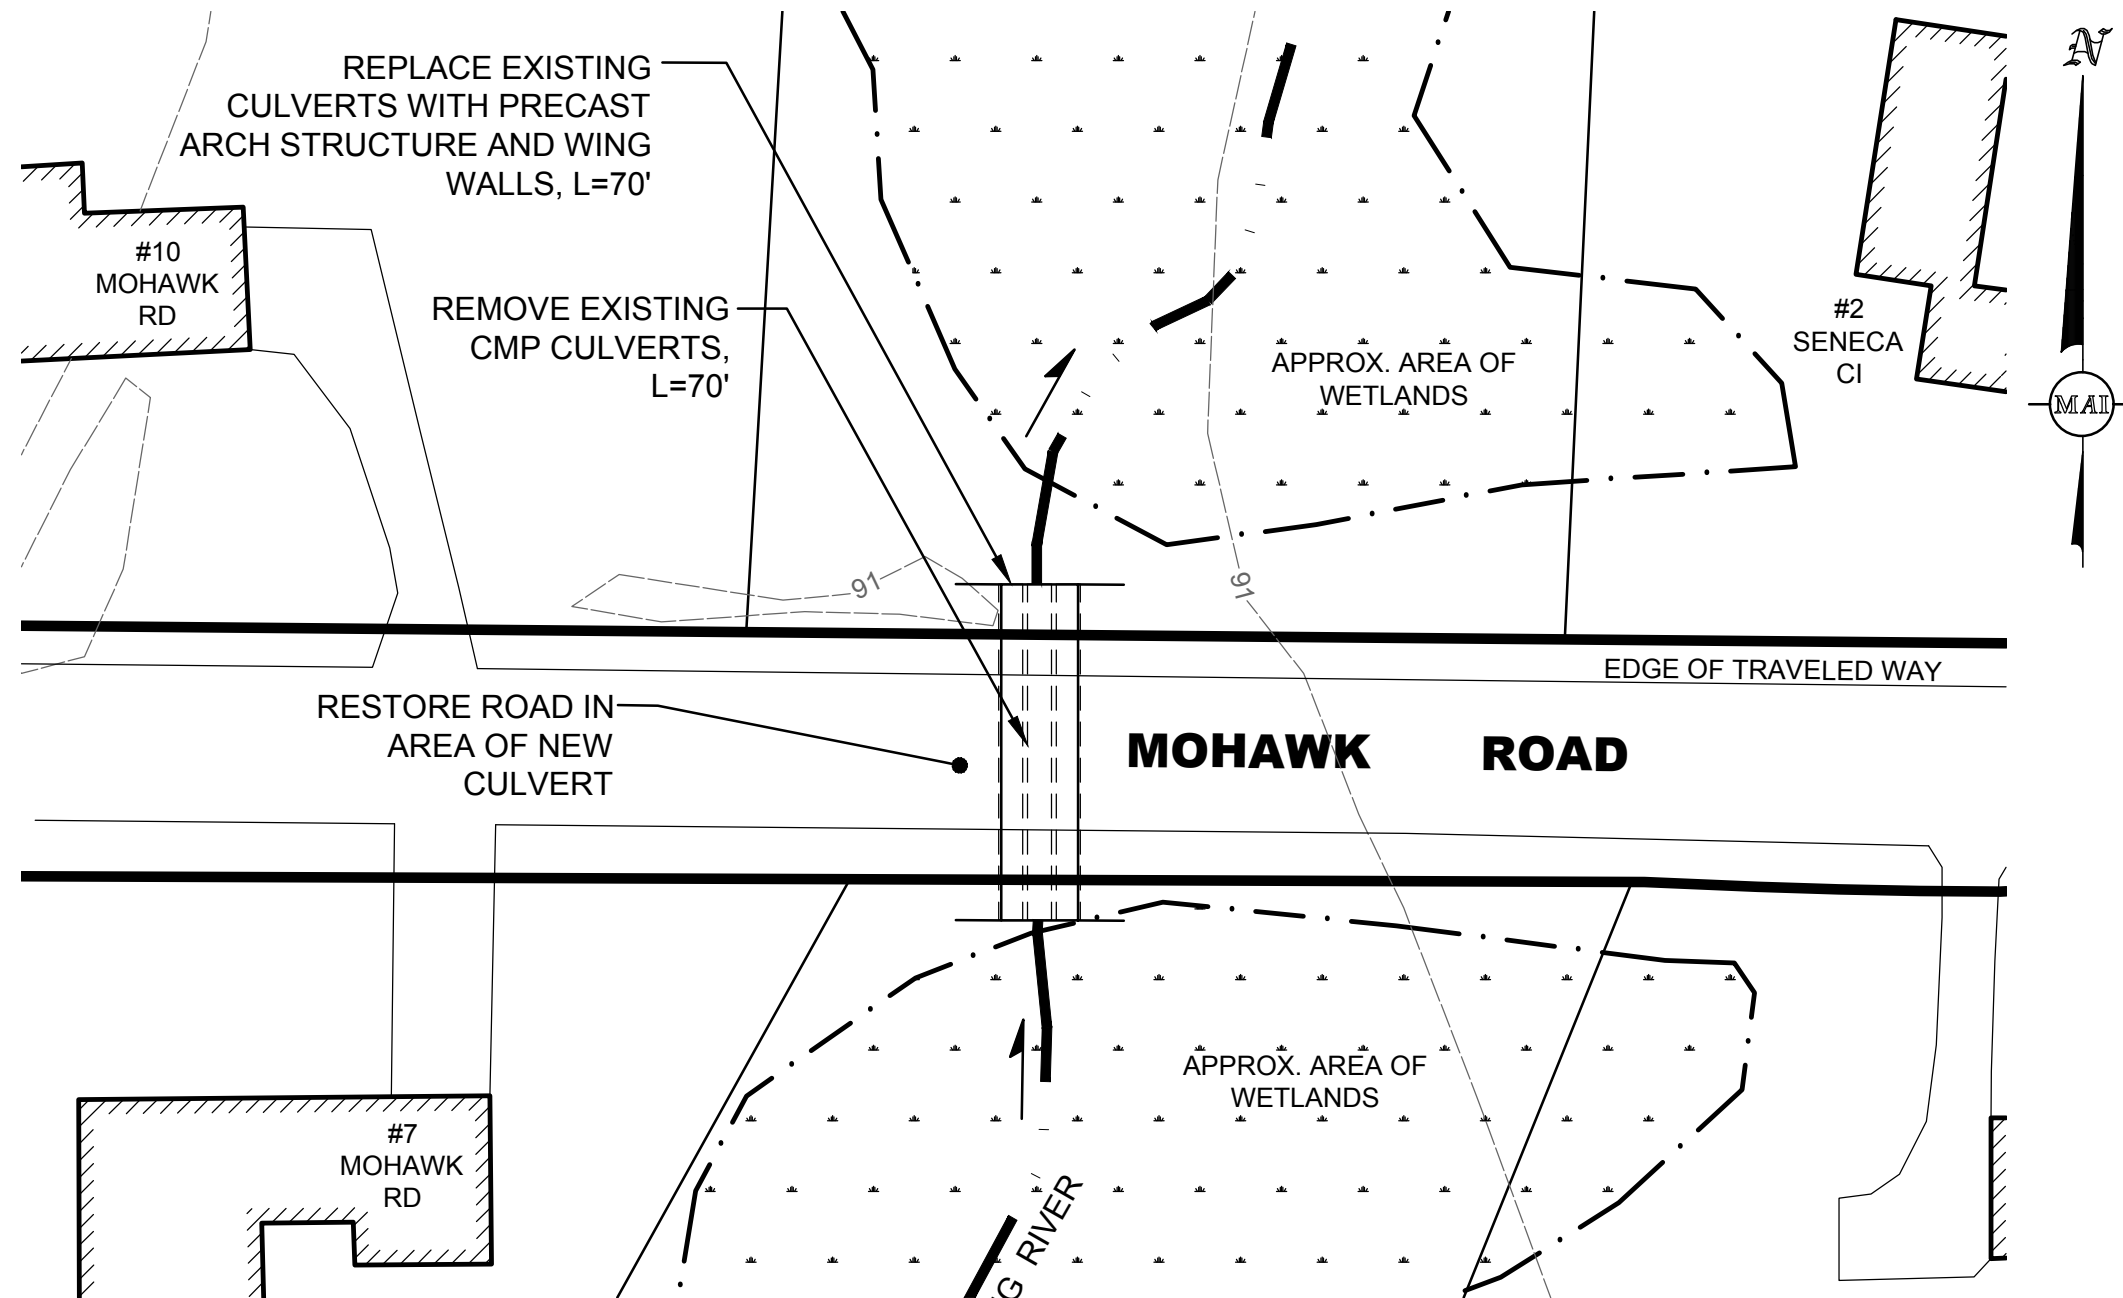 REPLACE EXISTING
CULVERTS WITH PRECAST
ARCH STRUCTURE AND WING
WALLS, L=70'
N
#10
MOHAWK
RD
REMOVE EXISTING
CMP CULVERTS,
L=70'
APPROX. AREA OF
WETLANDS
#2
SENECA
CI
MAI
91
91
EDGE OF TRAVELED WAY
RESTORE ROAD IN
AREA OF NEW
CULVERT
MOHAWK ROAD
APPROX. AREA OF
WETLANDS
#7
MOHAWK
RD
G RIVER